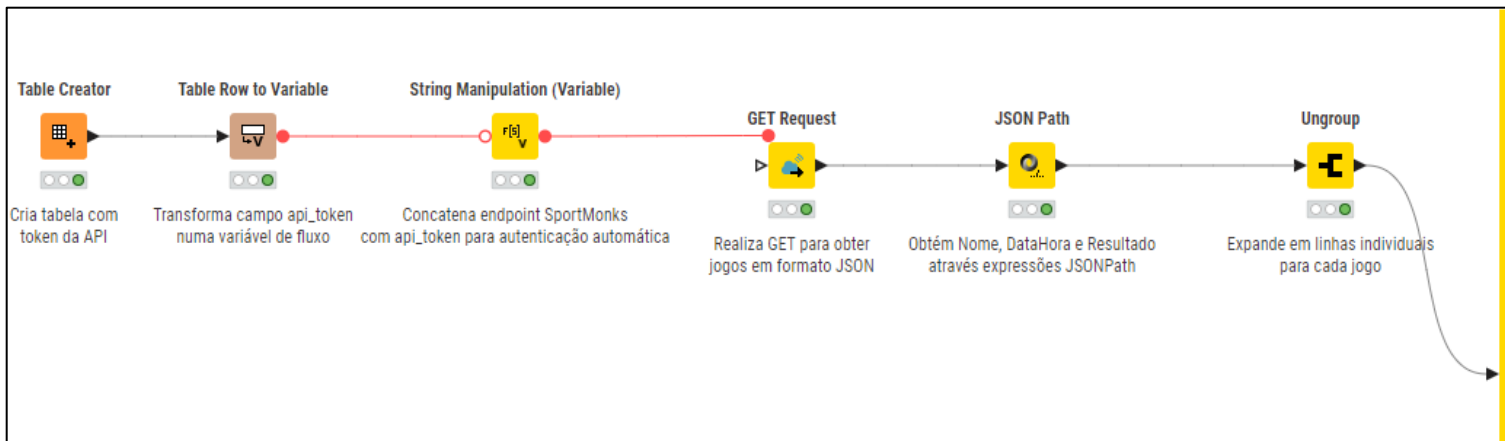 Table Creator
Cria tabela com
token da API
Table Row to Variable
Transforma campo api_token
numa variável de fluxo
String Manipulation (Variable)
Concatena endpoint SportMonks
com api_token para autenticação automática
GET Request
Realiza GET para obter
jogos em formato JSON
JSON Path
Obtém Nome, DataHora e Resultado
através expressões JSONPath
Ungroup
Expande em linhas individuais
para cada jogo